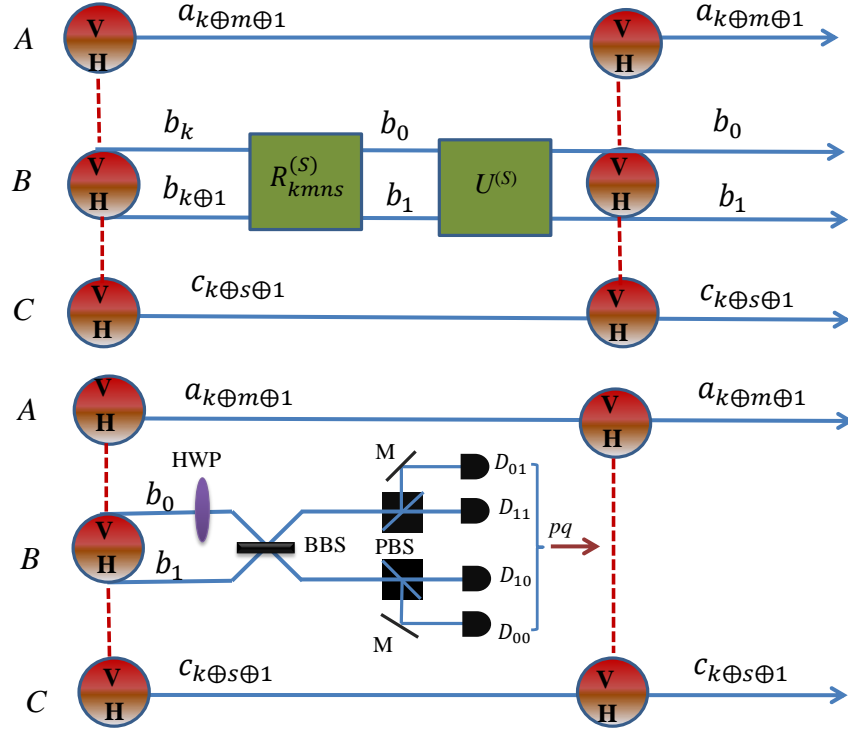 A V H a_{k⊕m⊕1} V H a_{k⊕m⊕1}
B V H b_k R_{kmns}^{(S)} b_0 U^{(S)} V H b_0
b_{k⊕1} b_1 b_1
C V H c_{k⊕s⊕1} V H c_{k⊕s⊕1}
A V H a_{k⊕m⊕1} V H a_{k⊕m⊕1}
HWP M D_{01}
b_0 D_{11} pq
B V H BBS PBS
b_1 D_{10}
M D_{00}
C V H c_{k⊕s⊕1} V H c_{k⊕s⊕1}